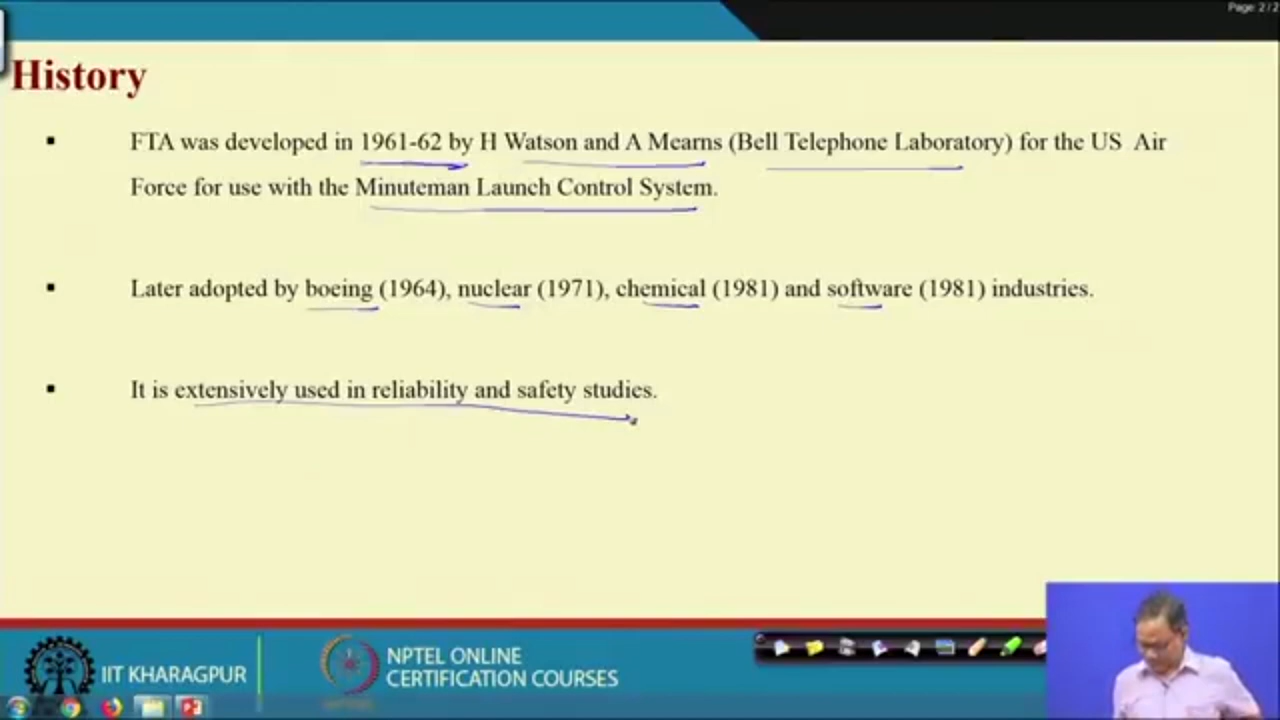 Page: 2 / 2
History
▪ FTA was developed in 1961-62 by H Watson and A Mearns (Bell Telephone Laboratory) for the US Air
Force for use with the Minuteman Launch Control System.
▪ Later adopted by boeing (1964), nuclear (1971), chemical (1981) and software (1981) industries.
▪ It is extensively used in reliability and safety studies.
IIT KHARAGPUR
NPTEL ONLINE
CERTIFICATION COURSES